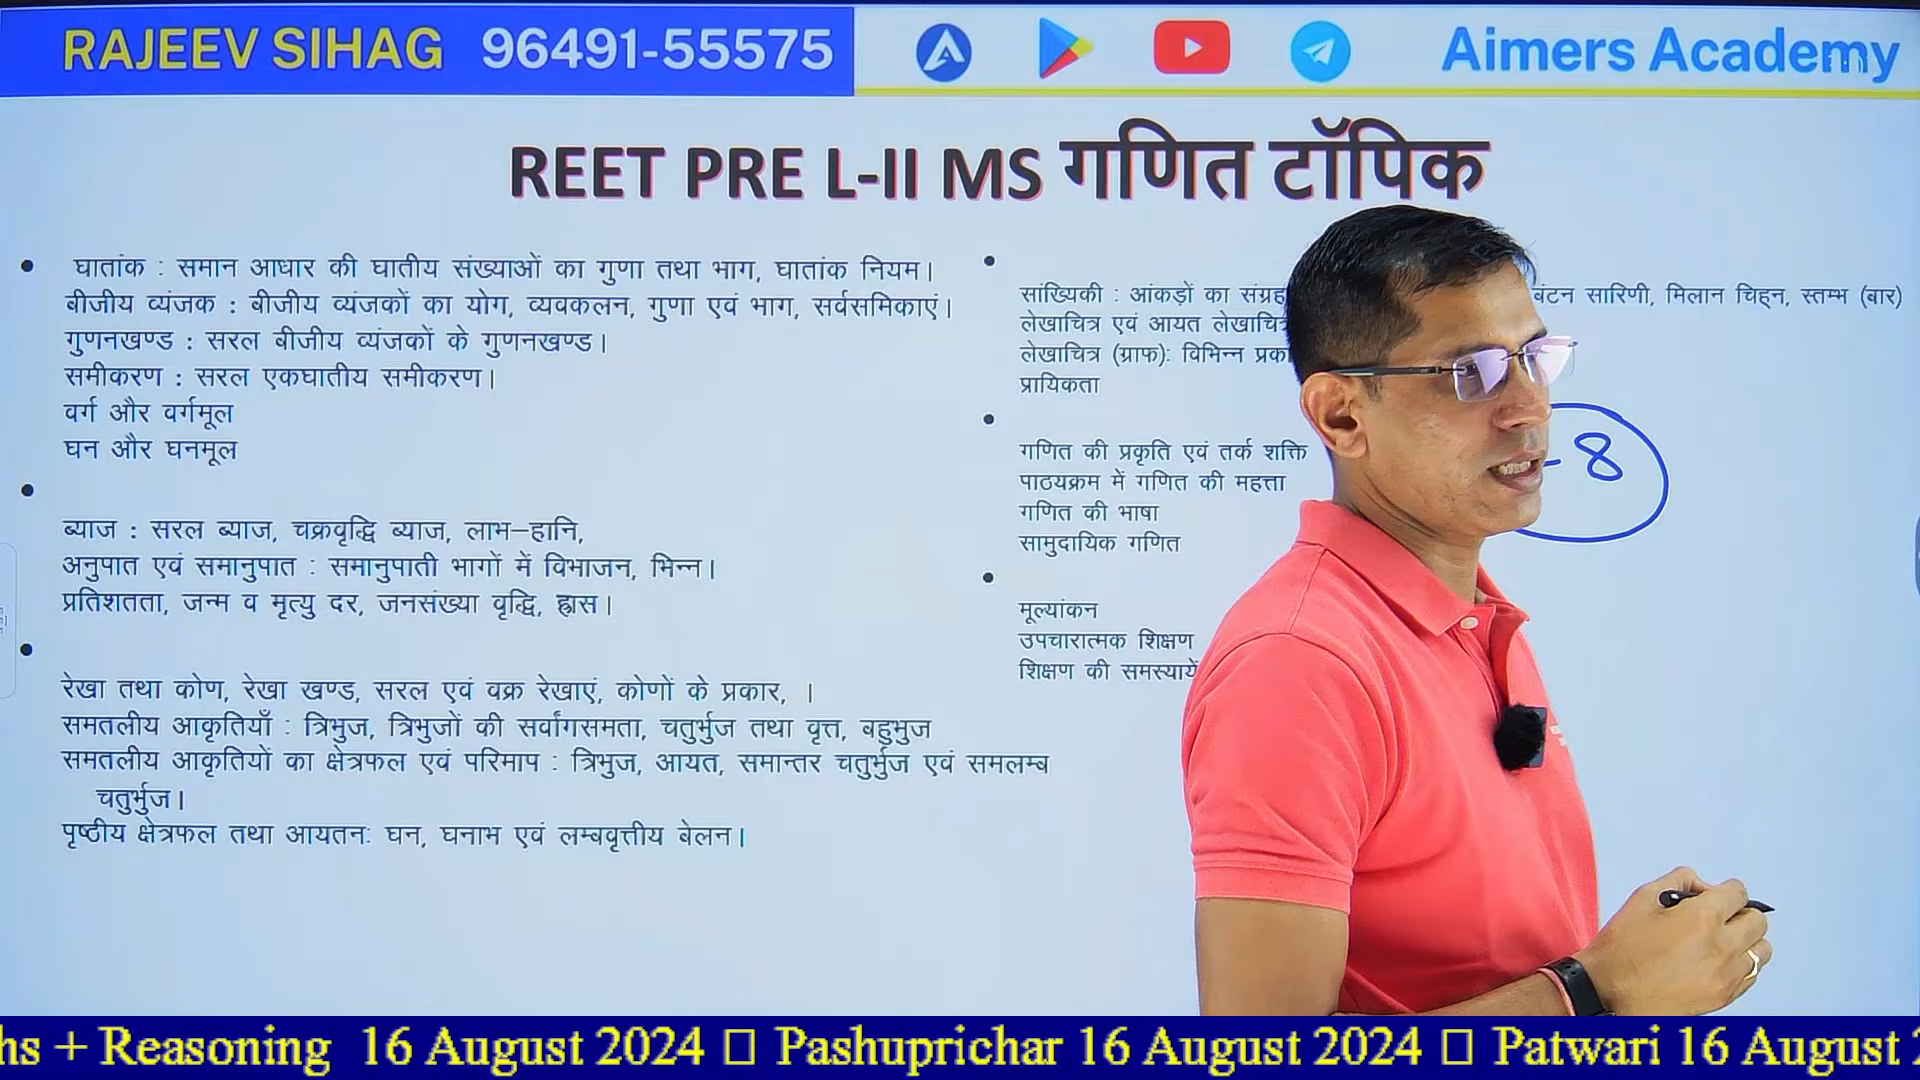 RAJEEV SIHAG 96491-55575
Aimers Academy
REET PRE L-II MS गणित टॉपिक
घातांक : समान आधार की घातीय संख्याओं का गुणा तथा भाग, घातांक नियम।
बीजीय व्यंजक : बीजीय व्यंजकों का योग, व्यवकलन, गुणा एवं भाग, सर्वसमिकाएं।
गुणनखण्ड : सरल बीजीय व्यंजकों के गुणनखण्ड।
समीकरण : सरल एकघातीय समीकरण।
वर्ग और वर्गमूल
घन और घनमूल
ब्याज : सरल ब्याज, चक्रवृद्धि ब्याज, लाभ–हानि,
अनुपात एवं समानुपात : समानुपाती भागों में विभाजन, भिन्न।
प्रतिशतता, जन्म व मृत्यु दर, जनसंख्या वृद्धि, ह्रास।
रेखा तथा कोण, रेखा खण्ड, सरल एवं वक्र रेखाएं, कोणों के प्रकार, ।
समतलीय आकृतियाँ : त्रिभुज, त्रिभुजों की सर्वांगसमता, चतुर्भुज तथा वृत्त, बहुभुज
समतलीय आकृतियों का क्षेत्रफल एवं परिमाप : त्रिभुज, आयत, समान्तर चतुर्भुज एवं समलम्ब
चतुर्भुज।
पृष्ठीय क्षेत्रफल तथा आयतनः घन, घनाभ एवं लम्बवृत्तीय बेलन।
सांख्यिकी : आंकड़ों का संग्रह सारिणी, मिलान चिह्न, स्तम्भ (बार)
लेखाचित्र एवं आयत लेखाचित्र
लेखाचित्र (ग्राफ): विभिन्न
प्रायिकता
गणित की प्रकृति एवं तर्क शक्ति
पाठयक्रम में गणित की महत्ता
गणित की भाषा
सामुदायिक गणित
मूल्यांकन
उपचारात्मक शिक्षण
शिक्षण की समस्यायें
- 8
+ Reasoning 16 August 2024 Pashuprichar 16 August 2024 Patwari 16 August